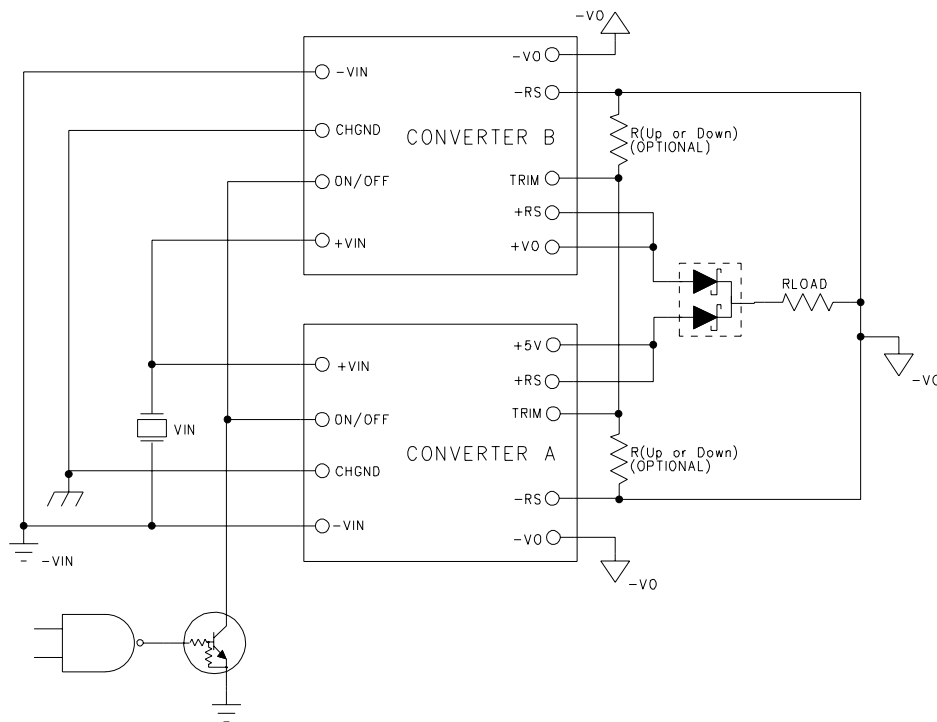 -VO
-VIN
-VO
-RS
CHGND
CONVERTER B
R(Up or Down)
(OPTIONAL)
ON/OFF
TRIM
+RS
+VIN
+VO
RLOAD
+5V
+VIN
+RS
-VO
TRIM
ON/OFF
VIN
CONVERTER A
R(Up or Down)
(OPTIONAL)
CHGND
-RS
-VIN
-VO
-VIN
-VO